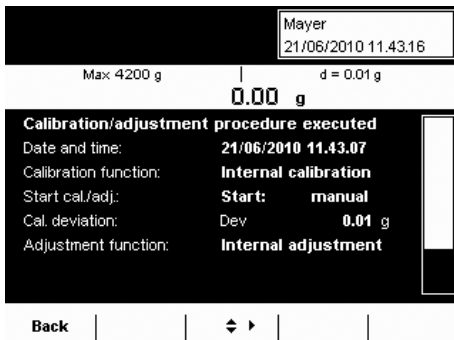 Mayer
21/06/2010 11.43.16
Max 4200 g d = 0.01 g
0.00 g
Calibration/adjustment procedure executed
Date and time: 21/06/2010 11.43.07
Calibration function: Internal calibration
Start cal./adj.: Start: manual
Cal. deviation: Dev 0.01 g
Adjustment function: Internal adjustment
Back